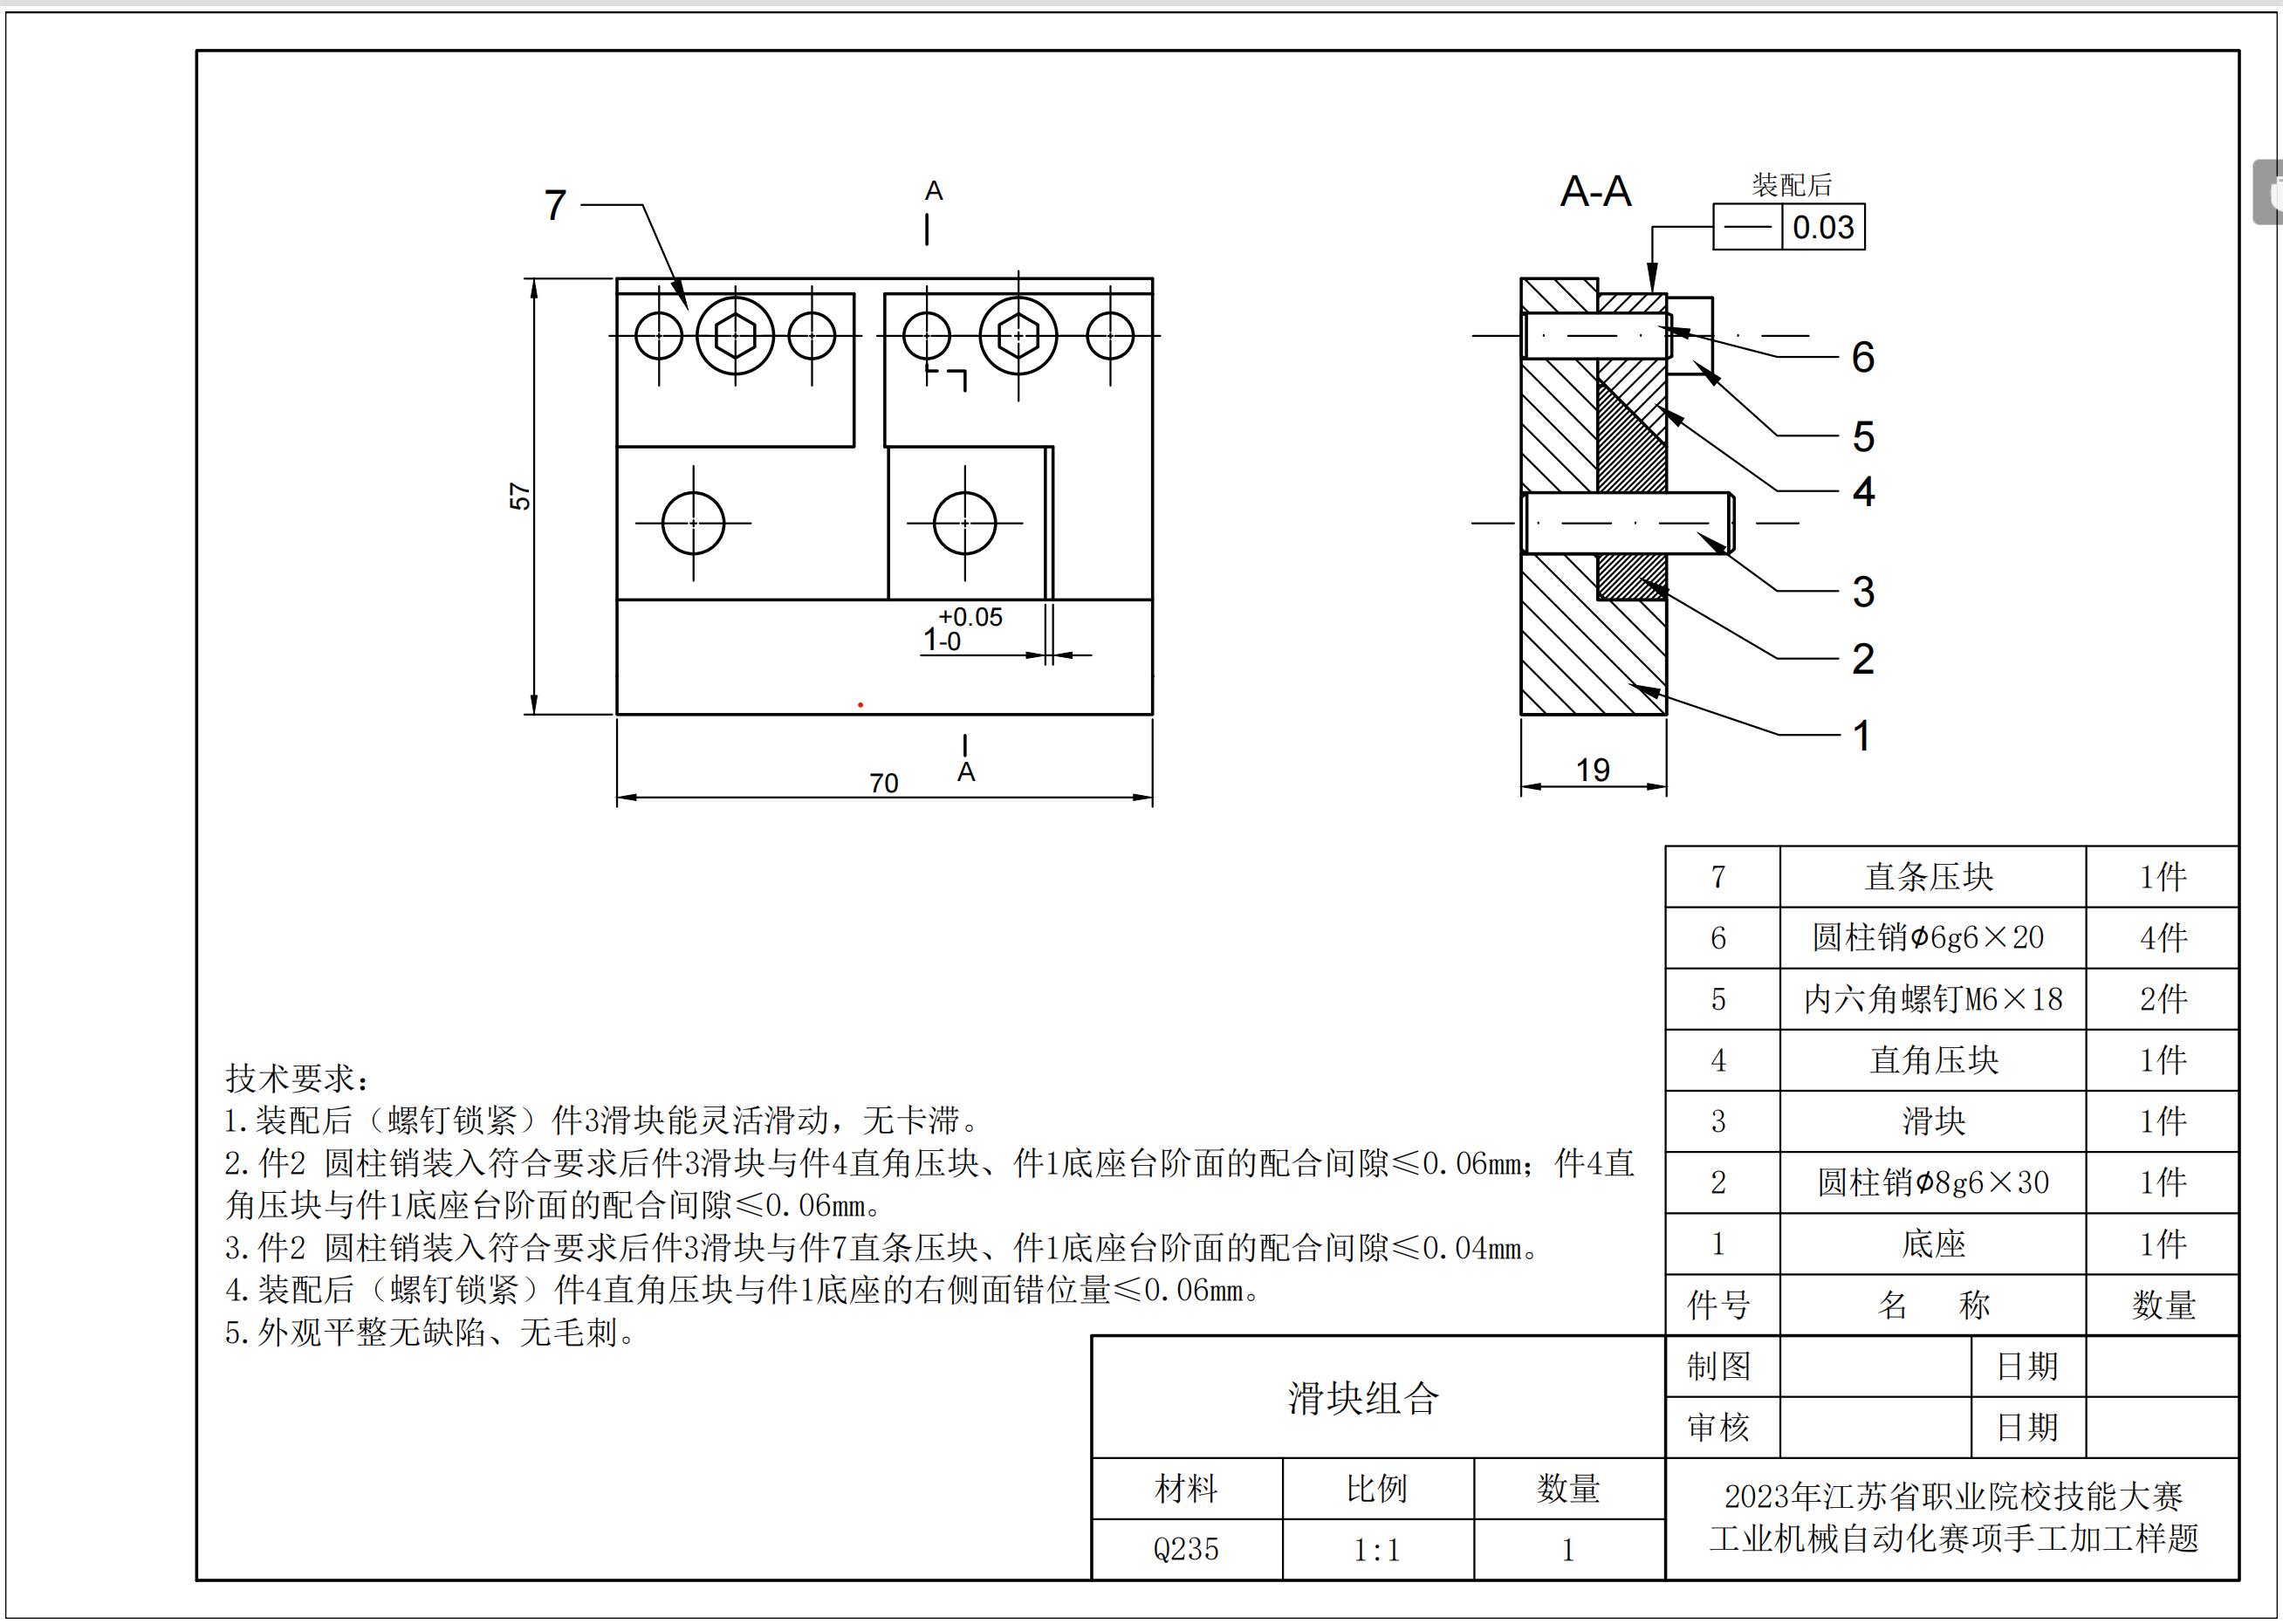 7
A
A-A
装配后
0.03
6
5
57
4
3
+0.05
1-0
2
1
A
19
70
7 直条压块 1件
6 圆柱销ϕ6g6×20 4件
5 内六角螺钉M6×18 2件
4 直角压块 1件
3 滑块 1件
2 圆柱销ϕ8g6×30 1件
1 底座 1件
件号 名 称 数量
技术要求：
1.装配后（螺钉锁紧）件3滑块能灵活滑动，无卡滞。
2.件2 圆柱销装入符合要求后件3滑块与件4直角压块、件1底座台阶面的配合间隙≤0.06mm；件4直
角压块与件1底座台阶面的配合间隙≤0.06mm。
3.件2 圆柱销装入符合要求后件3滑块与件7直条压块、件1底座台阶面的配合间隙≤0.04mm。
4.装配后（螺钉锁紧）件4直角压块与件1底座的右侧面错位量≤0.06mm。
5.外观平整无缺陷、无毛刺。
滑块组合
制图 日期
审核 日期
材料 比例 数量
Q235 1:1 1
2023年江苏省职业院校技能大赛
工业机械自动化赛项手工加工样题